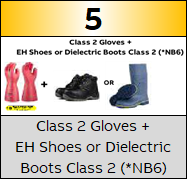 5
Class 2 Gloves +
EH Shoes or Dielectric Boots Class 2 (*NB6)
+
OR
Class 2 Gloves +
EH Shoes or Dielectric
Boots Class 2 (*NB6)